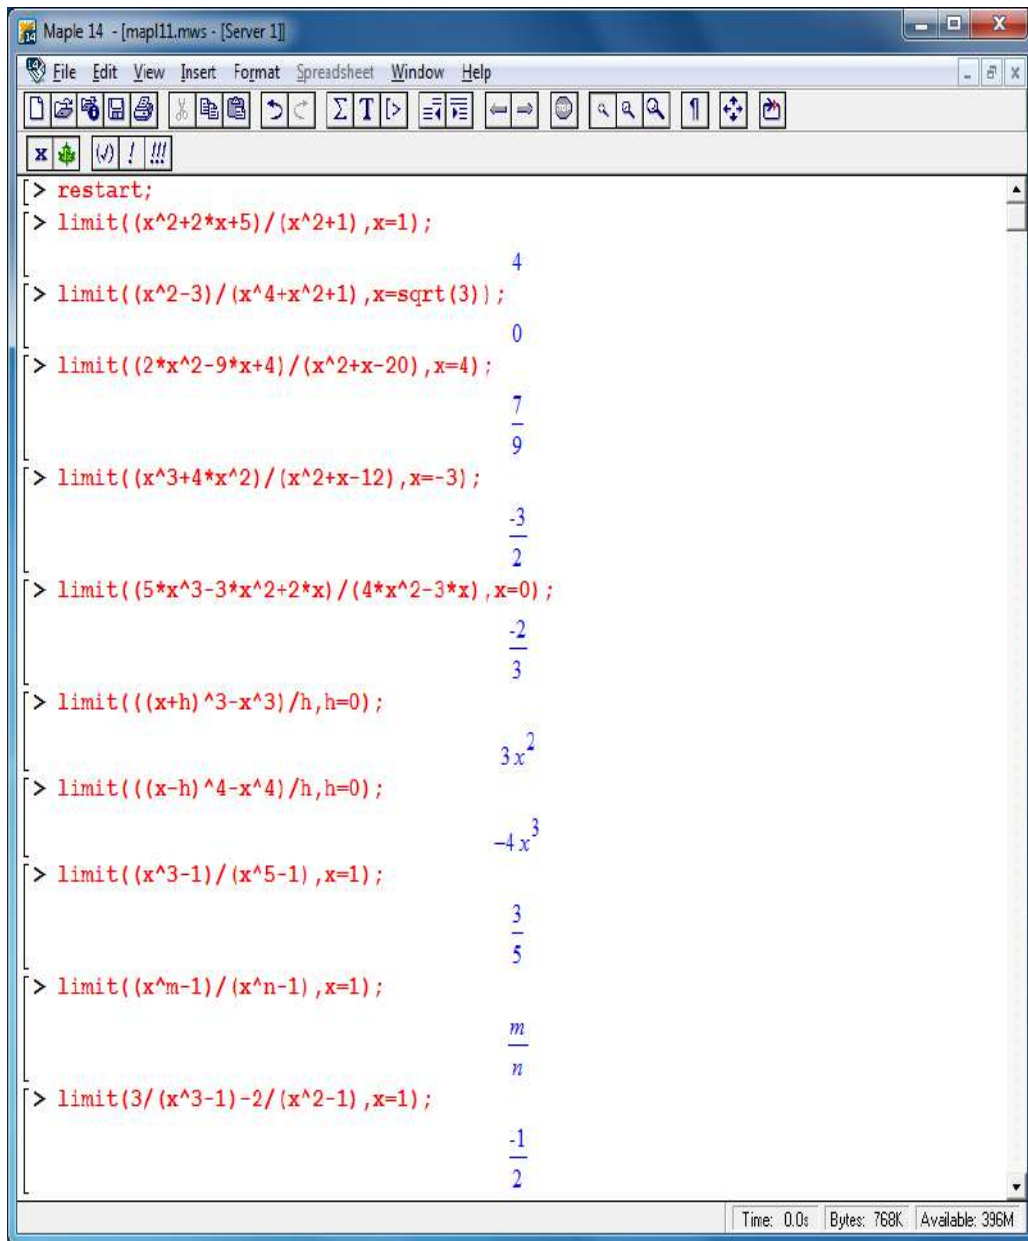 Maple 14 - [mapl11.mws - [Server 1]]
File Edit View Insert Format Spreadsheet Window Help
[> restart;
[> limit((x^2+2*x+5)/(x^2+1),x=1);
4
[> limit((x^2-3)/(x^4+x^2+1),x=sqrt(3));
0
[> limit((2*x^2-9*x+4)/(x^2+x-20),x=4);
7
9
[> limit((x^3+4*x^2)/(x^2+x-12),x=-3);
-3
2
[> limit((5*x^3-3*x^2+2*x)/(4*x^2-3*x),x=0);
-2
3
[> limit(((x+h)^3-x^3)/h,h=0);
3 x^2
[> limit(((x-h)^4-x^4)/h,h=0);
-4 x^3
[> limit((x^3-1)/(x^5-1),x=1);
3
5
[> limit((x^m-1)/(x^n-1),x=1);
m
n
[> limit(3/(x^3-1)-2/(x^2-1),x=1);
-1
2
Time: 0.0s Bytes: 768K Available: 396M